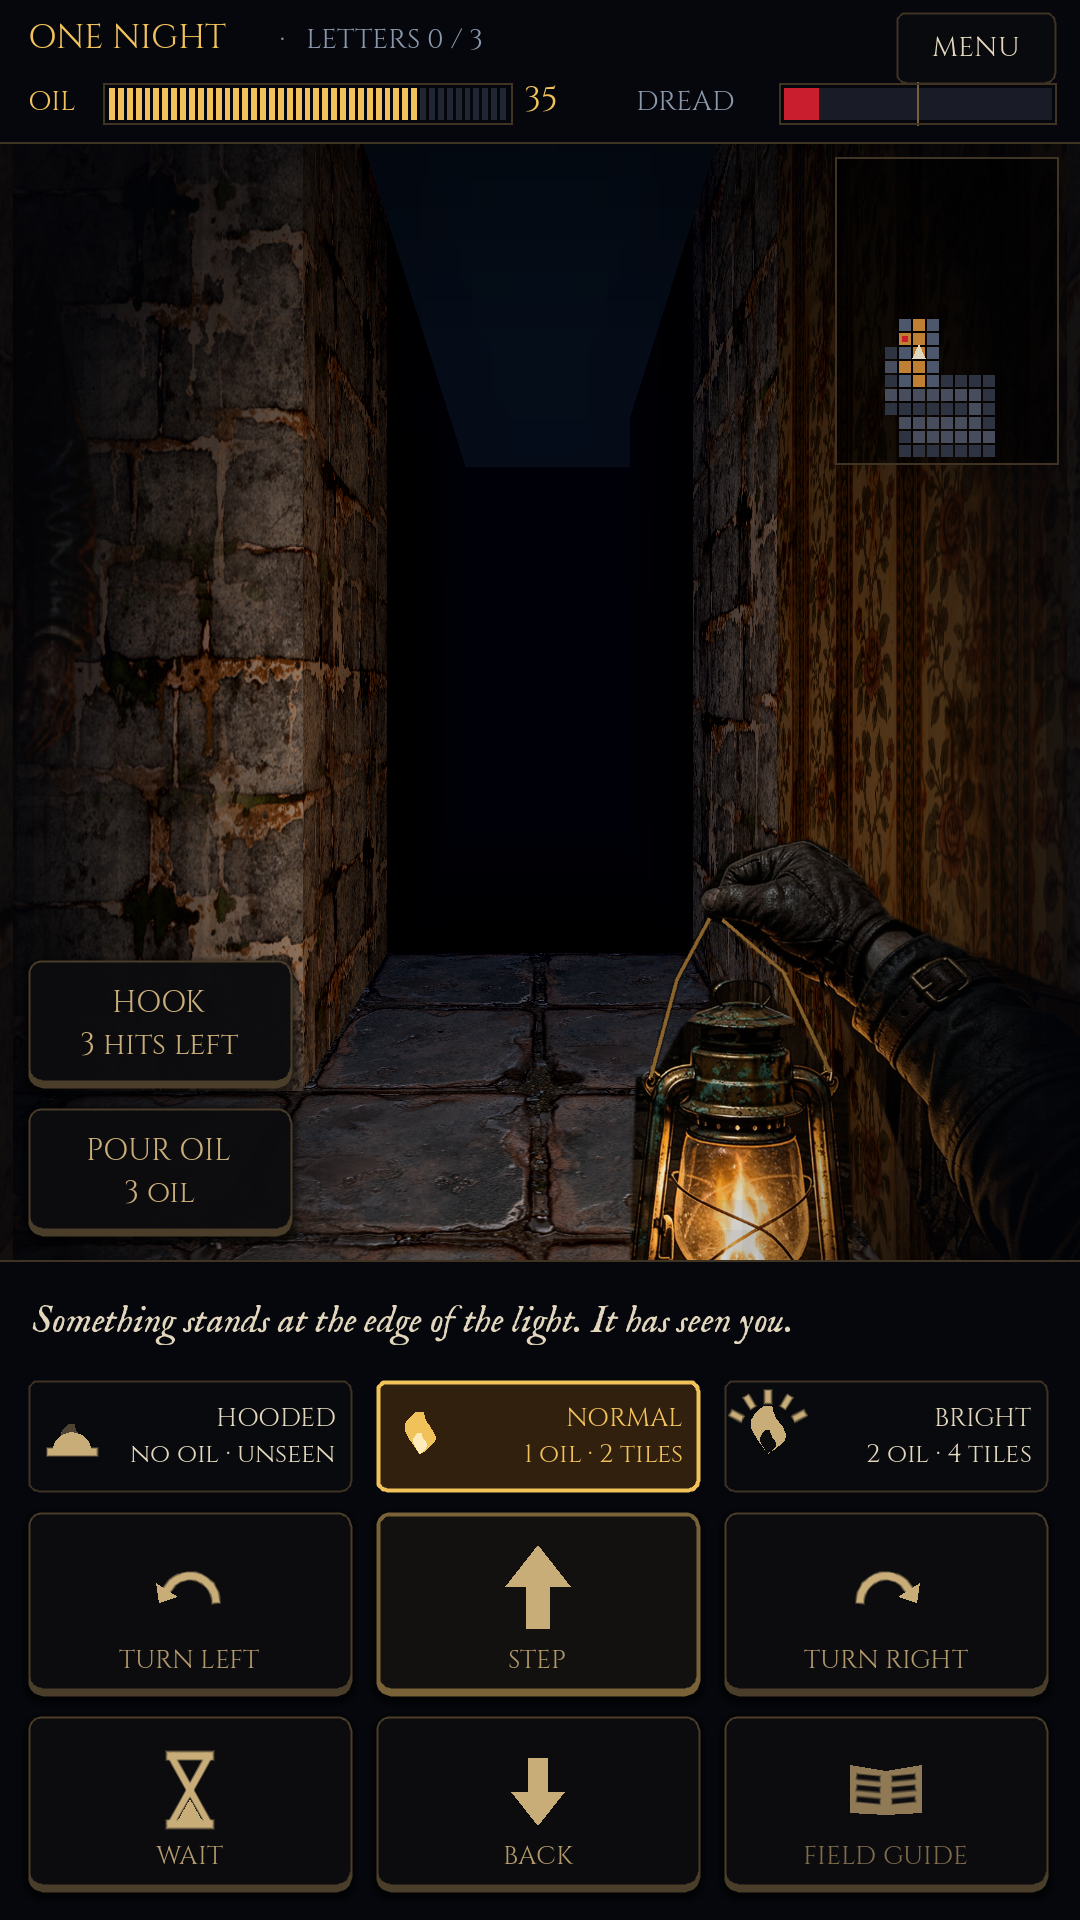 ONE NIGHT · LETTERS 0 / 3
MENU
OIL 35 DREAD
HOOK
3 HITS LEFT
POUR OIL
3 OIL
Something stands at the edge of the light. It has seen you.
HOODED
NO OIL · UNSEEN
NORMAL
1 OIL · 2 TILES
BRIGHT
2 OIL · 4 TILES
TURN LEFT
STEP
TURN RIGHT
WAIT
BACK
FIELD GUIDE